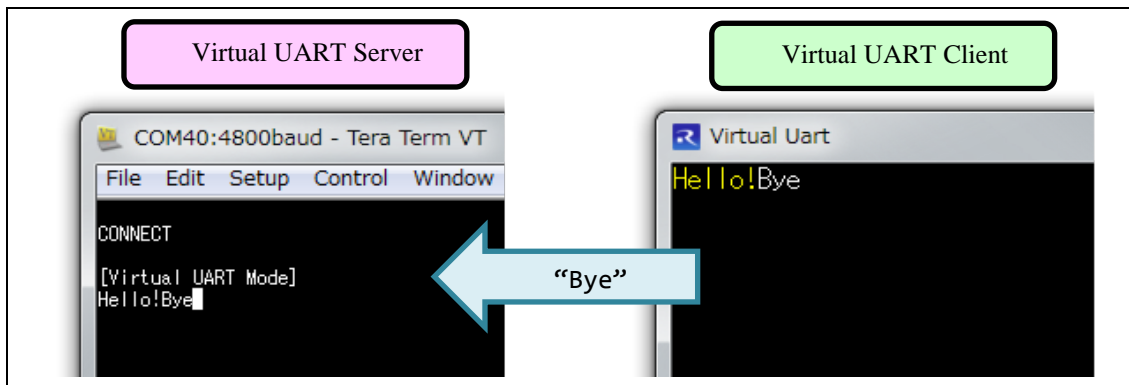 Virtual UART Server
Virtual UART Client
COM40:4800baud - Tera Term VT
File Edit Setup Control Window
CONNECT
[Virtual UART Mode]
Hello!Bye
“Bye”
Virtual Uart
Hello!Bye